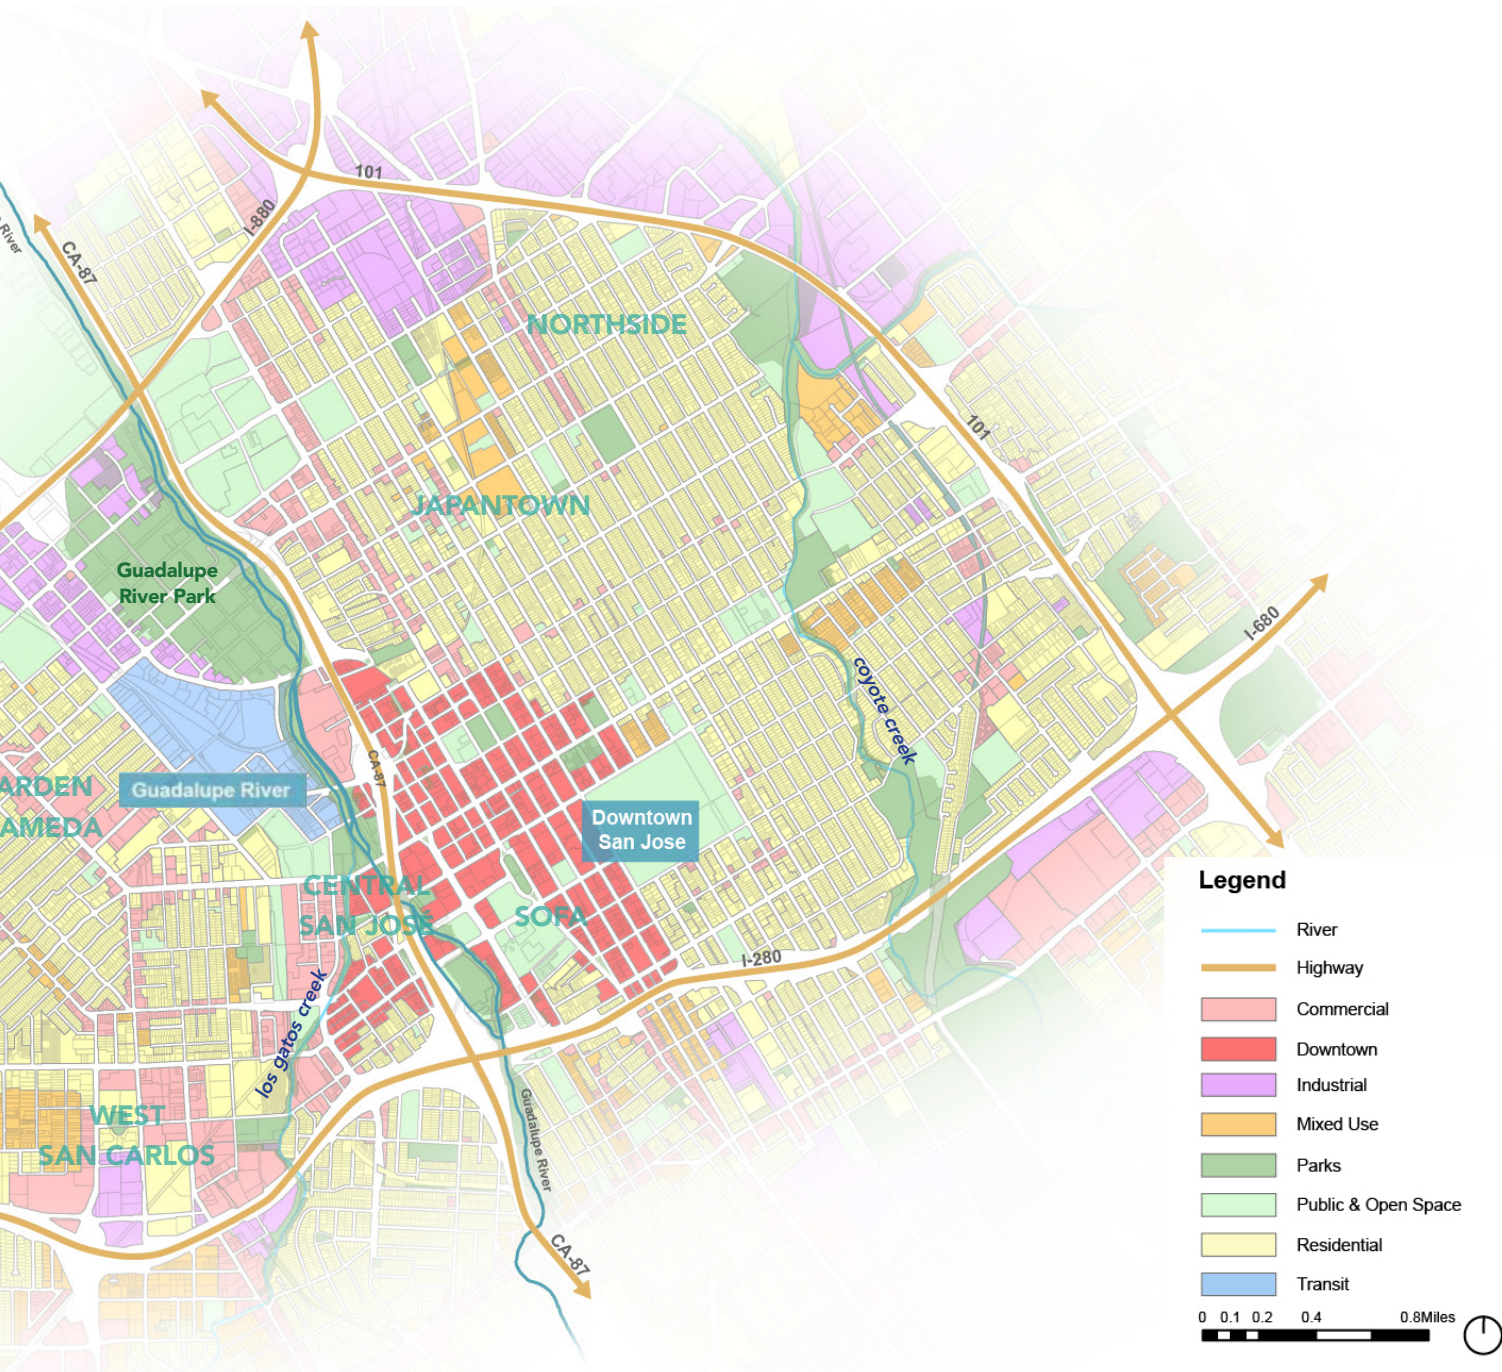 101
I-880
River
CA-87
NORTHSIDE
101
JAPANTOWN
Guadalupe
River Park
I-680
coyote creek
CA-87
ARDEN
AMEDA
Guadalupe River
Downtown
San Jose
CENTRAL
SAN JOSÉ
SOFA
I-280
los gatos creek
WEST
SAN CARLOS
Guadalupe River
CA-87
Legend
River
Highway
Commercial
Downtown
Industrial
Mixed Use
Parks
Public & Open Space
Residential
Transit
0 0.1 0.2 0.4 0.8Miles